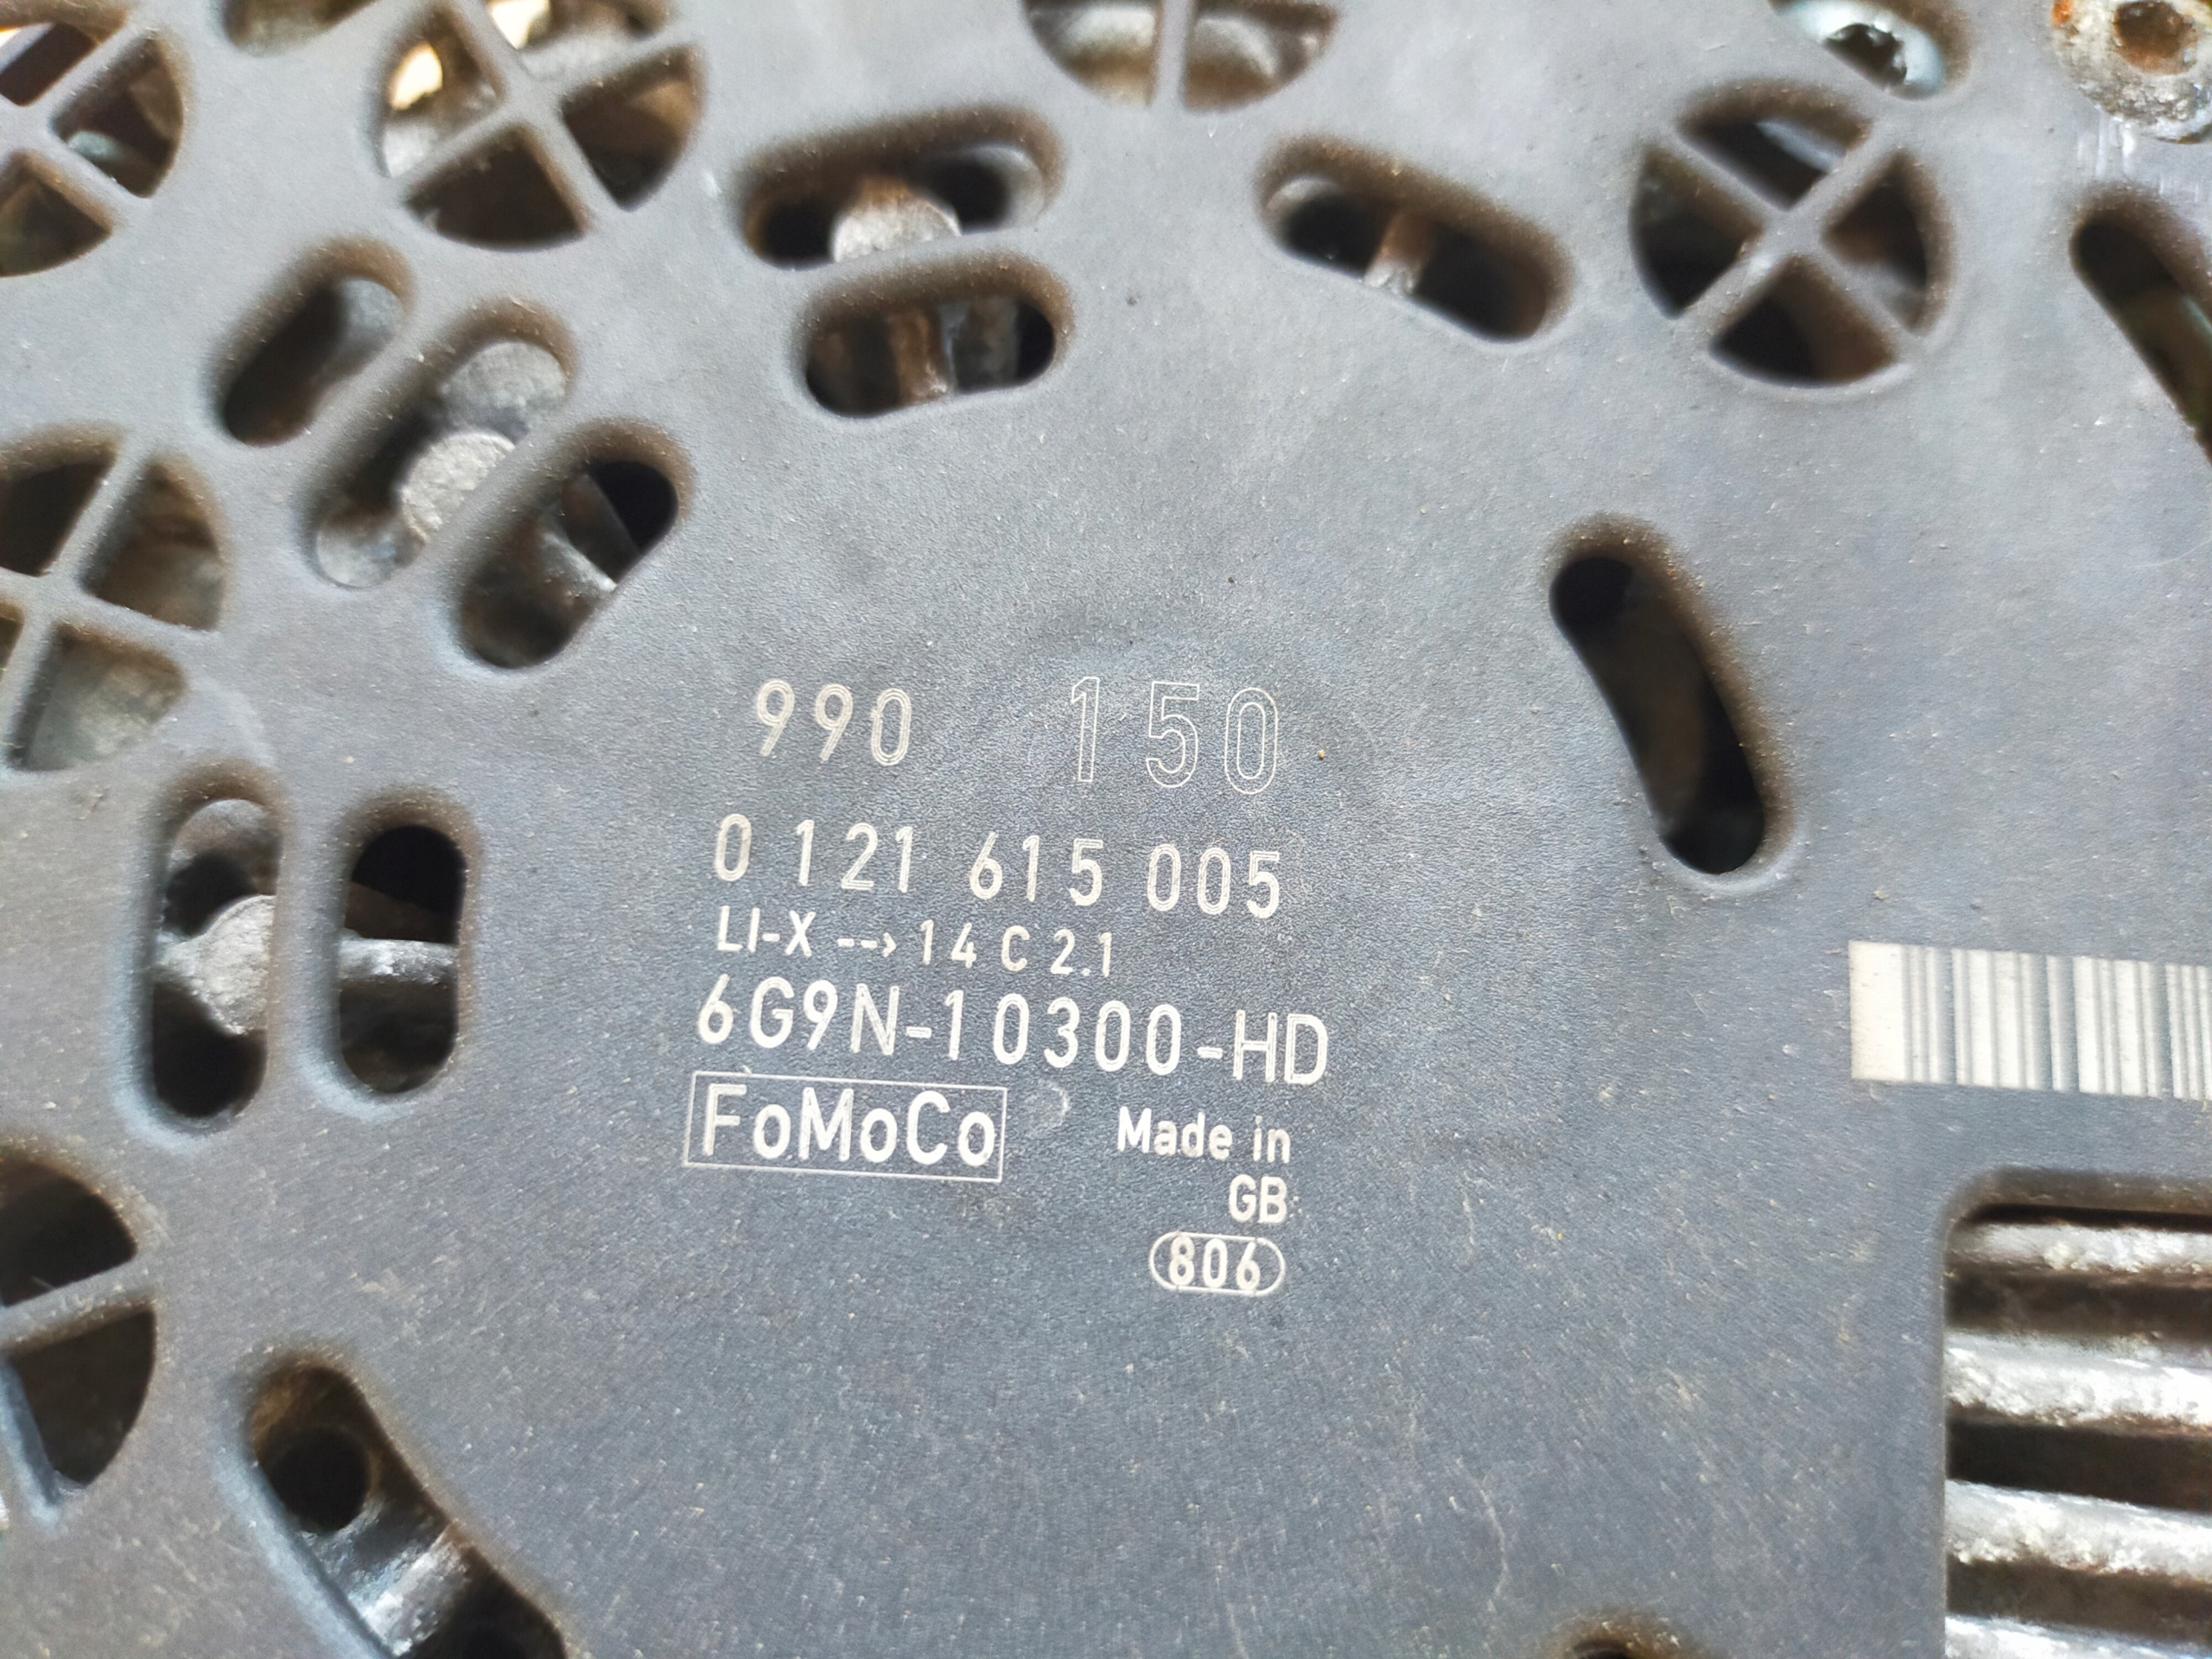 990 150
0 121 615 005
LI-X --> 14 C 2.1
6G9N-10300-HD
FoMoCo Made in
GB
806